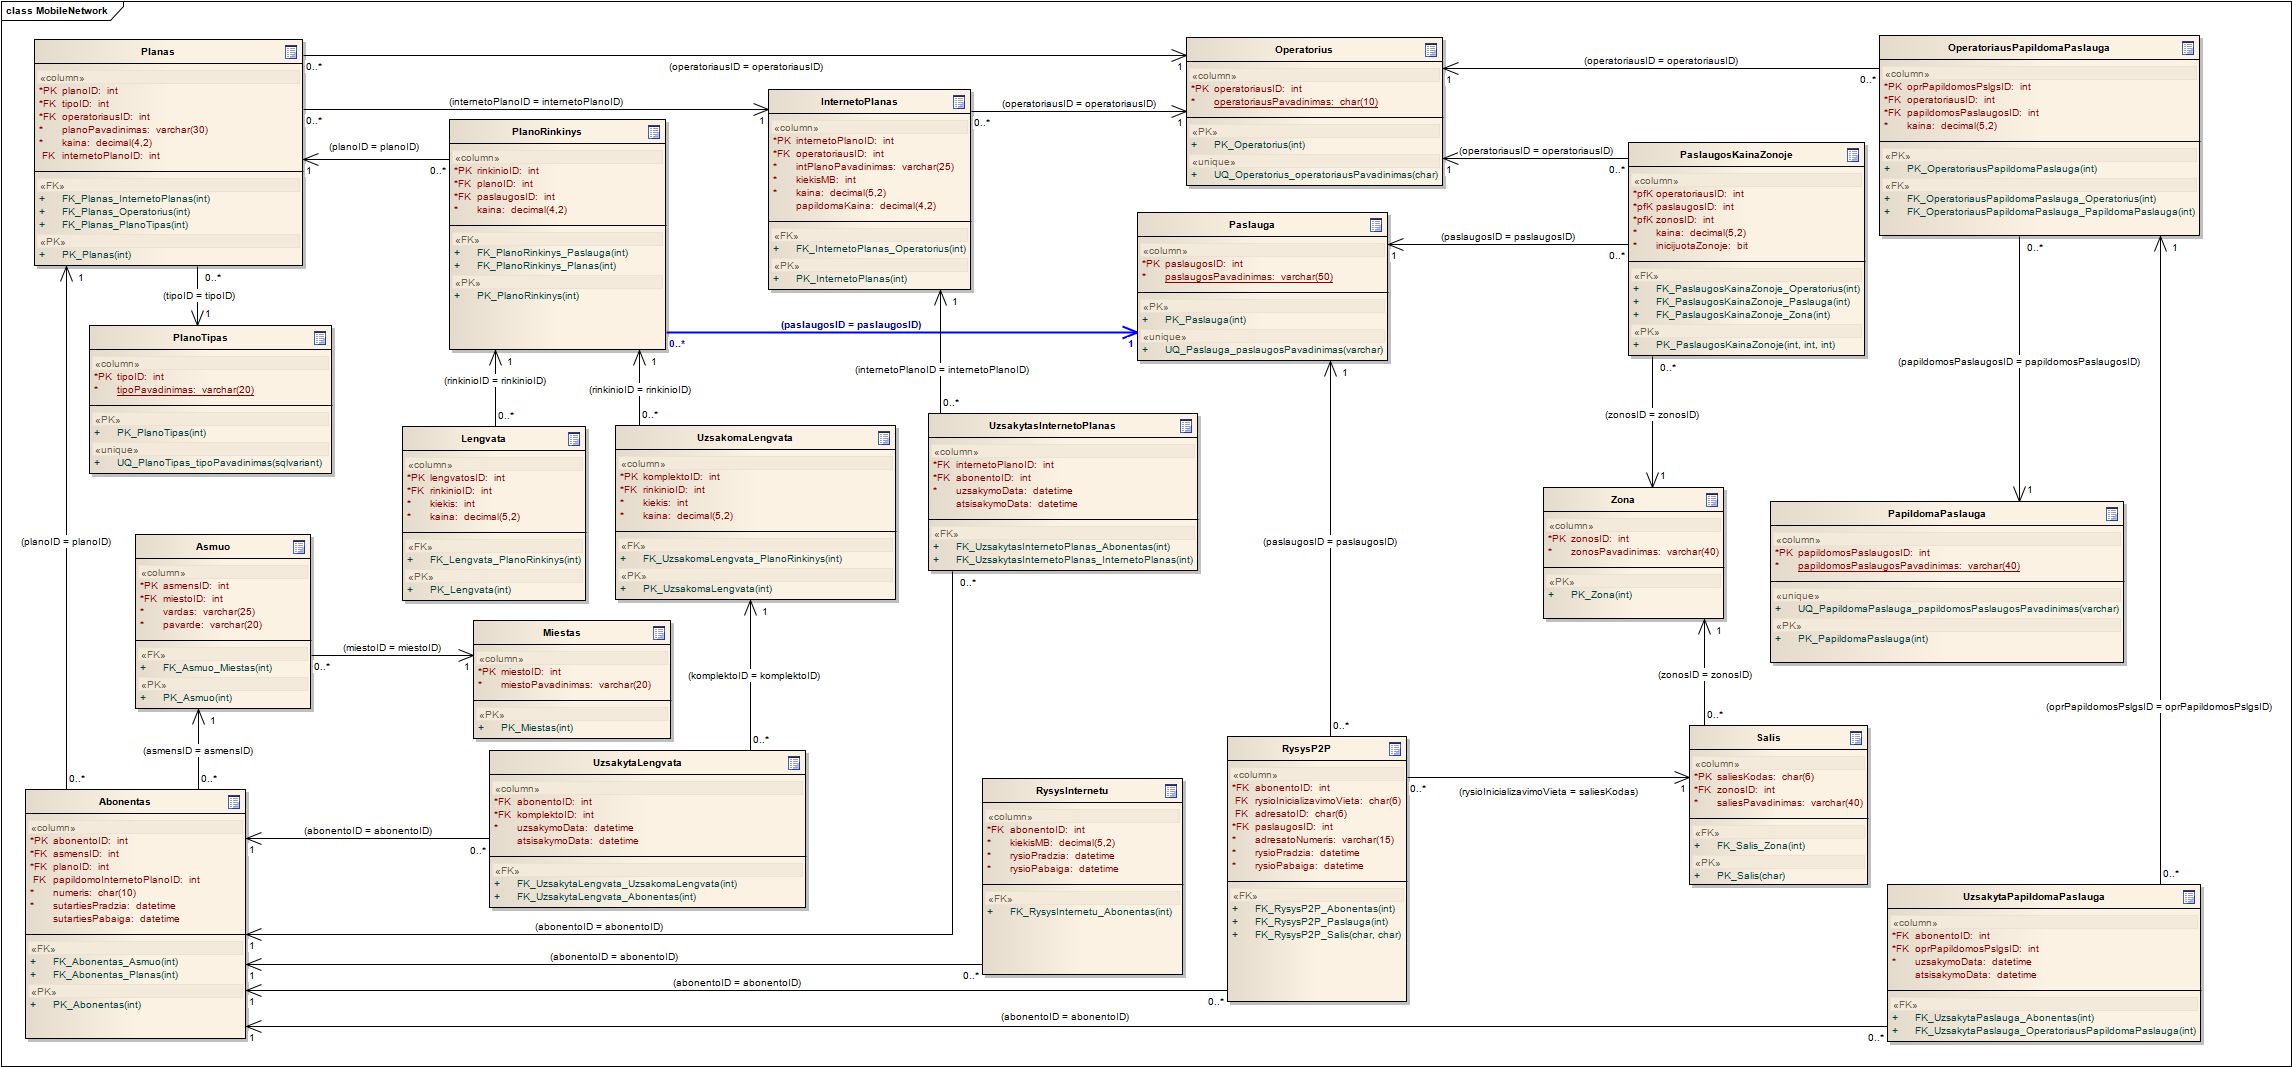 class MobileNetwork
Planas
«column»
*PK planoID: int
*FK tipoID: int
*FK operatoriausID: int
* planoPavadinimas: varchar(30)
* kaina: decimal(4,2)
FK internetoPlanoID: int
«FK»
+ FK_Planas_InternetoPlanas(int)
+ FK_Planas_Operatorius(int)
+ FK_Planas_PlanoTipas(int)
«PK»
+ PK_Planas(int)
0..*
(operatoriausID = operatoriausID)
1
0..*
(internetoPlanoID = internetoPlanoID)
1
1
(planoID = planoID)
0..*
PlanoRinkinys
«column»
*PK rinkinioID: int
*FK planoID: int
*FK paslaugosID: int
* kaina: decimal(4,2)
«FK»
+ FK_PlanoRinkinys_Paslauga(int)
+ FK_PlanoRinkinys_Planas(int)
«PK»
+ PK_PlanoRinkinys(int)
InternetoPlanas
«column»
*PK internetoPlanoID: int
*FK operatoriausID: int
* intPlanoPavadinimas: varchar(25)
* kiekisMB: int
* kaina: decimal(5,2)
papildomaKaina: decimal(4,2)
«FK»
+ FK_InternetoPlanas_Operatorius(int)
«PK»
+ PK_InternetoPlanas(int)
0..*
(operatoriausID = operatoriausID)
1
Operatorius
«column»
*PK operatoriausID: int
* operatoriausPavadinimas: char(10)
«PK»
+ PK_Operatorius(int)
«unique»
+ UQ_Operatorius_operatoriausPavadinimas(char)
1
(operatoriausID = operatoriausID)
0..*
1
(operatoriausID = operatoriausID)
0..*
OperatoriausPapildomaPaslauga
«column»
*PK oprPapildomosPslgsID: int
*FK operatoriausID: int
*FK papildomosPaslaugosID: int
* kaina: decimal(5,2)
«PK»
+ PK_OperatoriausPapildomaPaslauga(int)
«FK»
+ FK_OperatoriausPapildomaPaslauga_Operatorius(int)
+ FK_OperatoriausPapildomaPaslauga_PapildomaPaslauga(int)
PaslaugosKainaZonoje
«column»
*pfK operatoriausID: int
*pfK paslaugosID: int
*pfK zonosID: int
* kaina: decimal(5,2)
* inicijuotaZonoje: bit
«FK»
+ FK_PaslaugosKainaZonoje_Operatorius(int)
+ FK_PaslaugosKainaZonoje_Paslauga(int)
+ FK_PaslaugosKainaZonoje_Zona(int)
«PK»
+ PK_PaslaugosKainaZonoje(int, int, int)
Paslauga
«column»
*PK paslaugosID: int
* paslaugosPavadinimas: varchar(50)
«PK»
+ PK_Paslauga(int)
«unique»
+ UQ_Paslauga_paslaugosPavadinimas(varchar)
1
(paslaugosID = paslaugosID)
0..*
0..*
(paslaugosID = paslaugosID)
1
1
0..*
(tipoID = tipoID)
1
PlanoTipas
«column»
*PK tipoID: int
* tipoPavadinimas: varchar(20)
«PK»
+ PK_PlanoTipas(int)
«unique»
+ UQ_PlanoTipas_tipoPavadinimas(sqlvariant)
1
(rinkinioID = rinkinioID)
0..*
1
(rinkinioID = rinkinioID)
0..*
1
(internetoPlanoID = internetoPlanoID)
0..*
1
(paslaugosID = paslaugosID)
0..*
0..*
(zonosID = zonosID)
1
0..*
(papildomosPaslaugosID = papildomosPaslaugosID)
1
1
(oprPapildomosPslgsID = oprPapildomosPslgsID)
0..*
Lengvata
«column»
*PK lengvatosID: int
*FK rinkinioID: int
* kiekis: int
* kaina: decimal(5,2)
«FK»
+ FK_Lengvata_PlanoRinkinys(int)
«PK»
+ PK_Lengvata(int)
UzsakomaLengvata
«column»
*PK komplektoID: int
*FK rinkinioID: int
* kiekis: int
* kaina: decimal(5,2)
«FK»
+ FK_UzsakomaLengvata_PlanoRinkinys(int)
«PK»
+ PK_UzsakomaLengvata(int)
UzsakytasInternetoPlanas
«column»
*FK internetoPlanoID: int
*FK abonentoID: int
* uzsakymoData: datetime
atsisakymoData: datetime
«FK»
+ FK_UzsakytasInternetoPlanas_Abonentas(int)
+ FK_UzsakytasInternetoPlanas_InternetoPlanas(int)
0..*
Zona
«column»
*PK zonosID: int
* zonosPavadinimas: varchar(40)
«PK»
+ PK_Zona(int)
PapildomaPaslauga
«column»
*PK papildomosPaslaugosID: int
* papildomosPaslaugosPavadinimas: varchar(40)
«unique»
+ UQ_PapildomaPaslauga_papildomosPaslaugosPavadinimas(varchar)
«PK»
+ PK_PapildomaPaslauga(int)
(planoID = planoID)
0..*
Asmuo
«column»
*PK asmensID: int
*FK miestoID: int
* vardas: varchar(25)
* pavarde: varchar(20)
«FK»
+ FK_Asmuo_Miestas(int)
«PK»
+ PK_Asmuo(int)
0..*
(miestoID = miestoID)
1
Miestas
«column»
*PK miestoID: int
* miestoPavadinimas: varchar(20)
«PK»
+ PK_Miestas(int)
1
(komplektoID = komplektoID)
0..*
1
(asmensID = asmensID)
0..*
1
(zonosID = zonosID)
0..*
Abonentas
«column»
*PK abonentoID: int
*FK asmensID: int
*FK planoID: int
FK papildomoInternetoPlanoID: int
* numeris: char(10)
* sutartiesPradzia: datetime
sutartiesPabaiga: datetime
«FK»
+ FK_Abonentas_Asmuo(int)
+ FK_Abonentas_Planas(int)
«PK»
+ PK_Abonentas(int)
1
(abonentoID = abonentoID)
0..*
UzsakytaLengvata
«column»
*FK abonentoID: int
*FK komplektoID: int
* uzsakymoData: datetime
atsisakymoData: datetime
«FK»
+ FK_UzsakytaLengvata_UzsakomaLengvata(int)
+ FK_UzsakytaLengvata_Abonentas(int)
RysysInternetu
«column»
*FK abonentoID: int
* kiekisMB: decimal(5,2)
* rysioPradzia: datetime
* rysioPabaiga: datetime
«FK»
+ FK_RysysInternetu_Abonentas(int)
RysysP2P
«column»
*FK abonentoID: int
FK rysioInicializavimoVieta: char(6)
FK adresatoID: char(6)
*FK paslaugosID: int
* adresatoNumeris: varchar(15)
* rysioPradzia: datetime
* rysioPabaiga: datetime
«FK»
+ FK_RysysP2P_Abonentas(int)
+ FK_RysysP2P_Paslauga(int)
+ FK_RysysP2P_Salis(char, char)
0..*
(rysioInicializavimoVieta = saliesKodas)
1
Salis
«column»
*PK saliesKodas: char(6)
*FK zonosID: int
* saliesPavadinimas: varchar(40)
«FK»
+ FK_Salis_Zona(int)
«PK»
+ PK_Salis(char)
UzsakytaPapildomaPaslauga
«column»
*FK abonentoID: int
*FK oprPapildomosPslgsID: int
* uzsakymoData: datetime
atsisakymoData: datetime
«FK»
+ FK_UzsakytaPaslauga_Abonentas(int)
+ FK_UzsakytaPaslauga_OperatoriausPapildomaPaslauga(int)
(abonentoID = abonentoID)
1
(abonentoID = abonentoID)
1
0..*
(abonentoID = abonentoID)
1
0..*
(abonentoID = abonentoID)
1
0..*